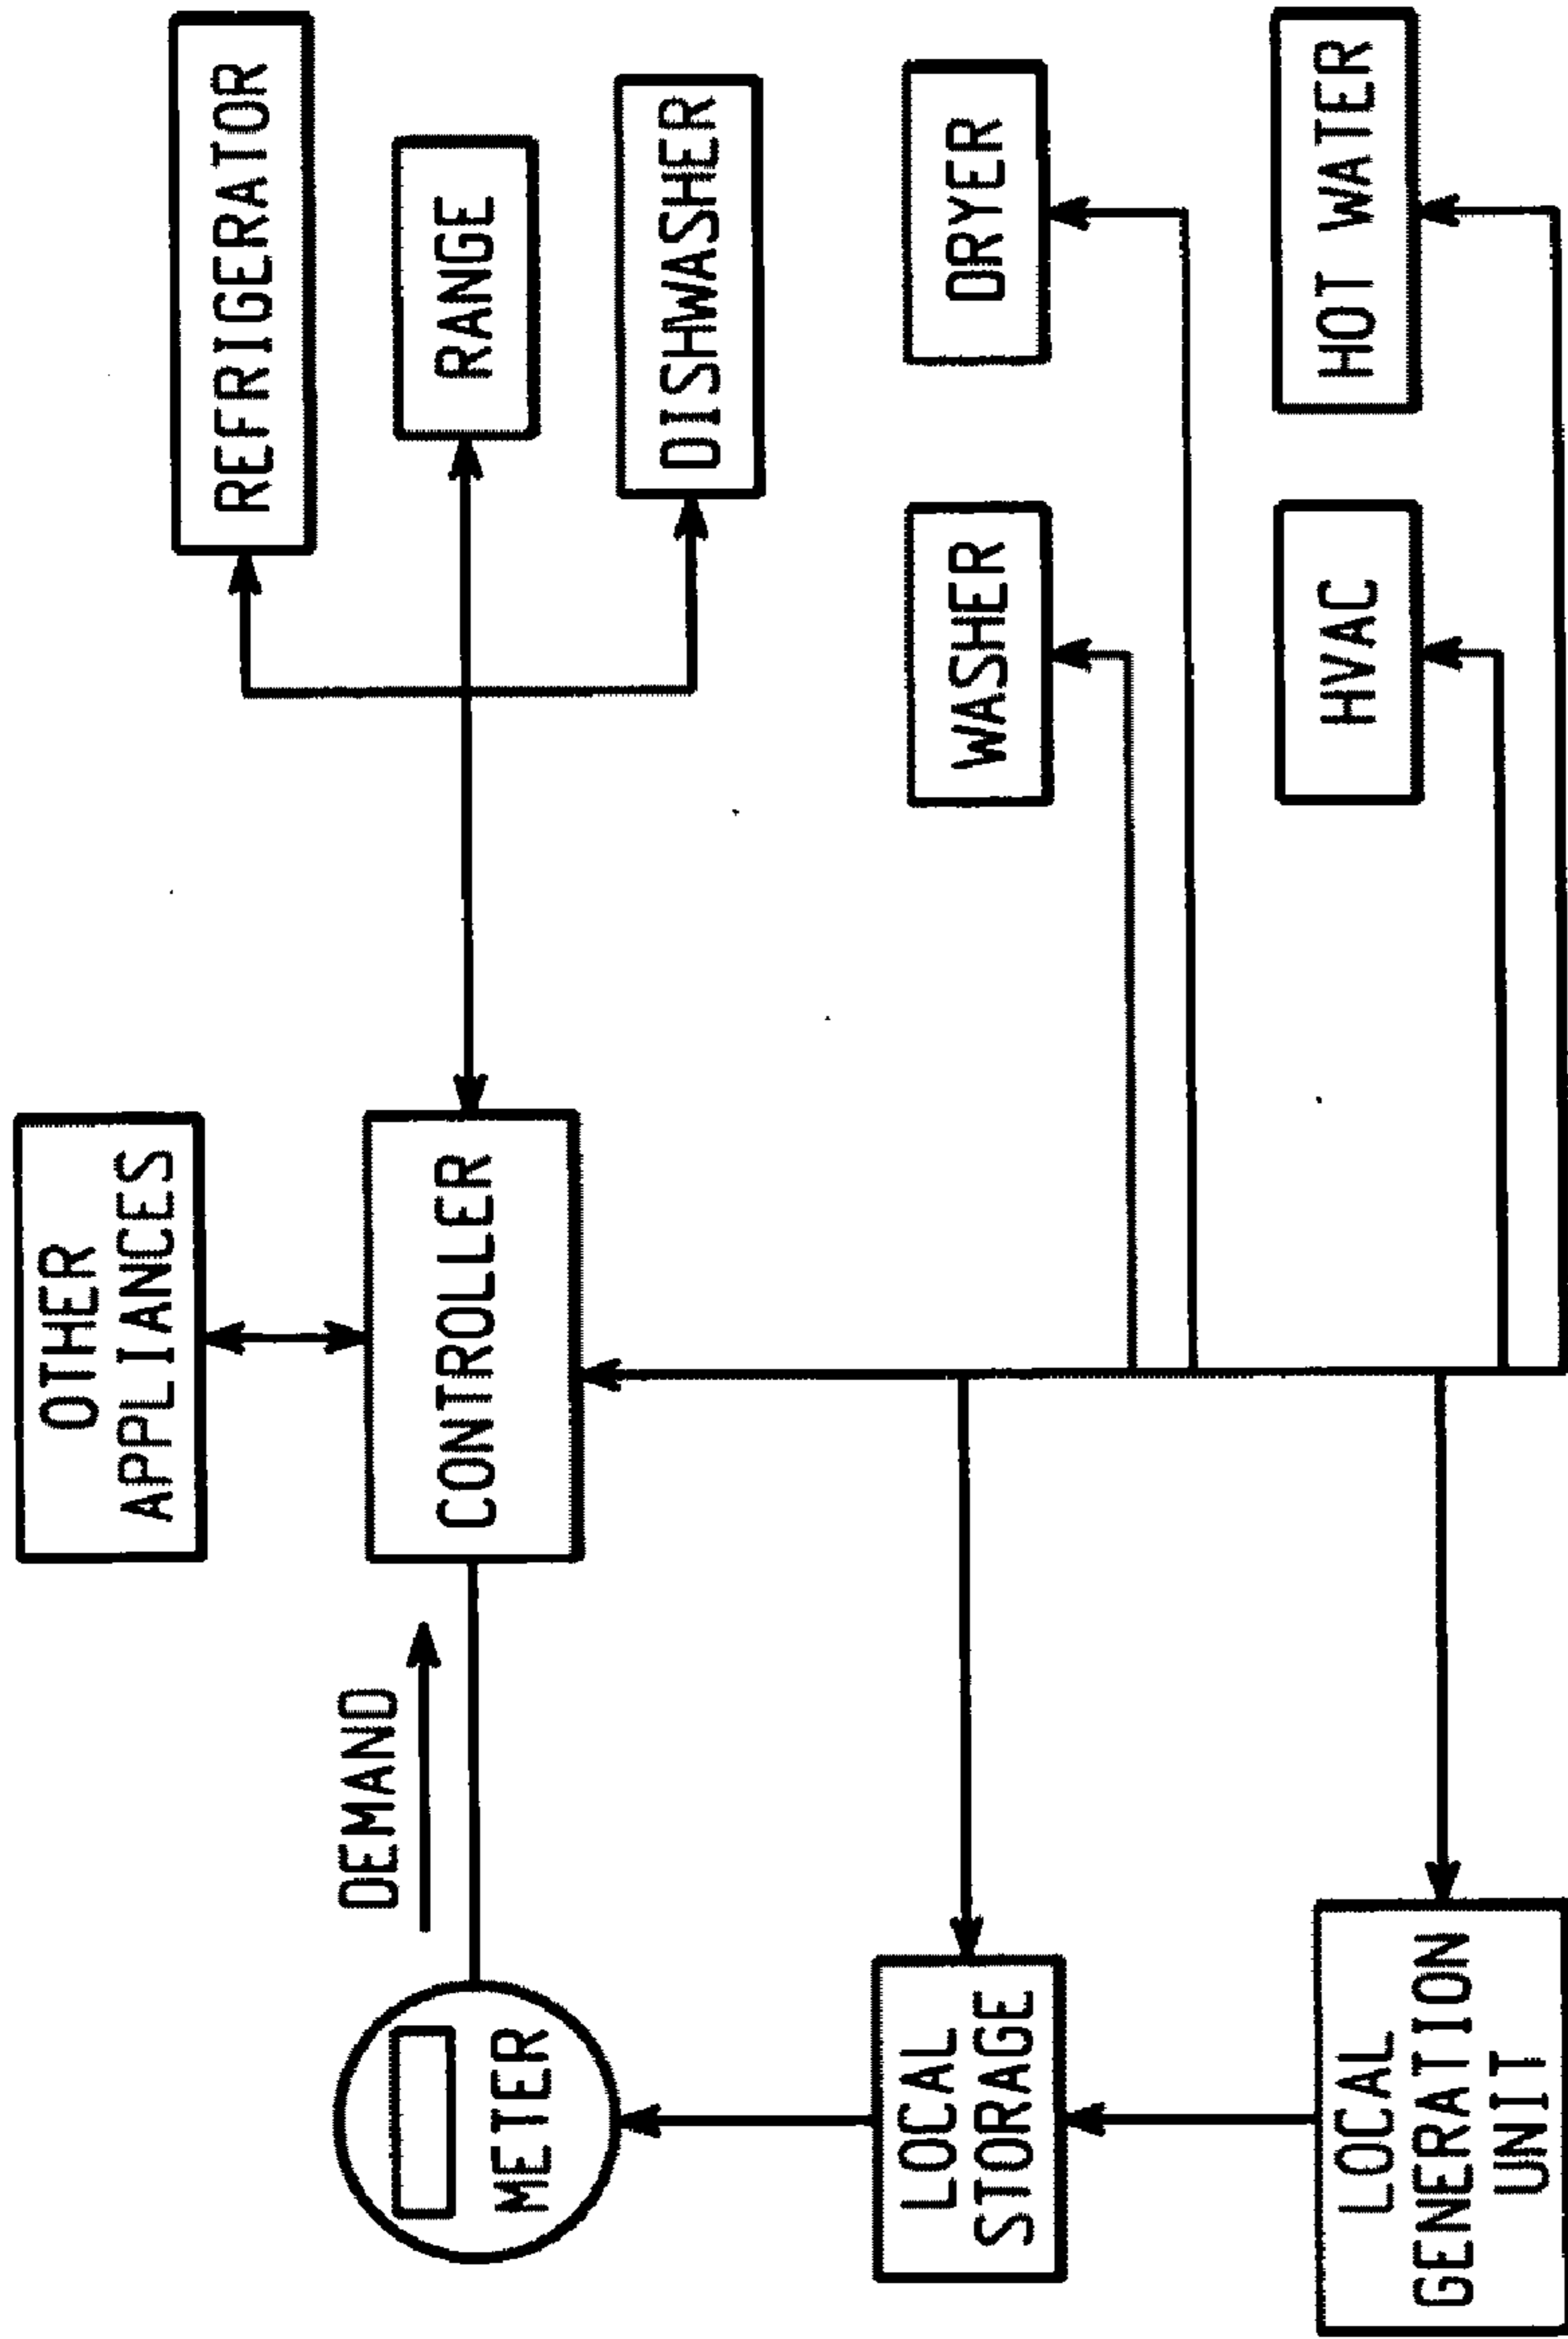 OTHER
APPLIANCES
REFRIGERATOR
DEMAND
METER
CONTROLLER
RANGE
DISHWASHER
LOCAL
STORAGE
WASHER
DRYER
LOCAL
GENERATION
UNIT
HVAC
HOT WATER